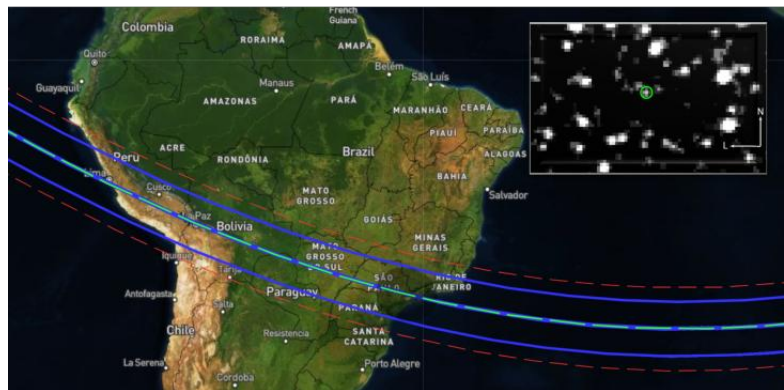 French
Guiana
Colombia
RORAIMA
AMAPÁ
Quito
Belém
São Luís
Guayaquil
Manaus
AMAZONAS
PARÁ
MARANHÃO
CEARÁ
PIAUÍ
PARAÍBA
ACRE
Peru
RONDÔNIA
Brazil
ALAGOAS
Lima
BAHIA
Cusco
MATO
GROSSO
Salvador
La Paz
GOIÁS
Bolivia
MINAS
GERAIS
MATO
GROSSO
DO SUL
Iquique
Tarija
SÃO
PAULO
RIO DE
JANEIRO
Antofagasta
Paraguay
Salta
PARANÁ
Chile
Resistencia
SANTA
CATARINA
La Serena
Porto Alegre
Cordoba
N
L